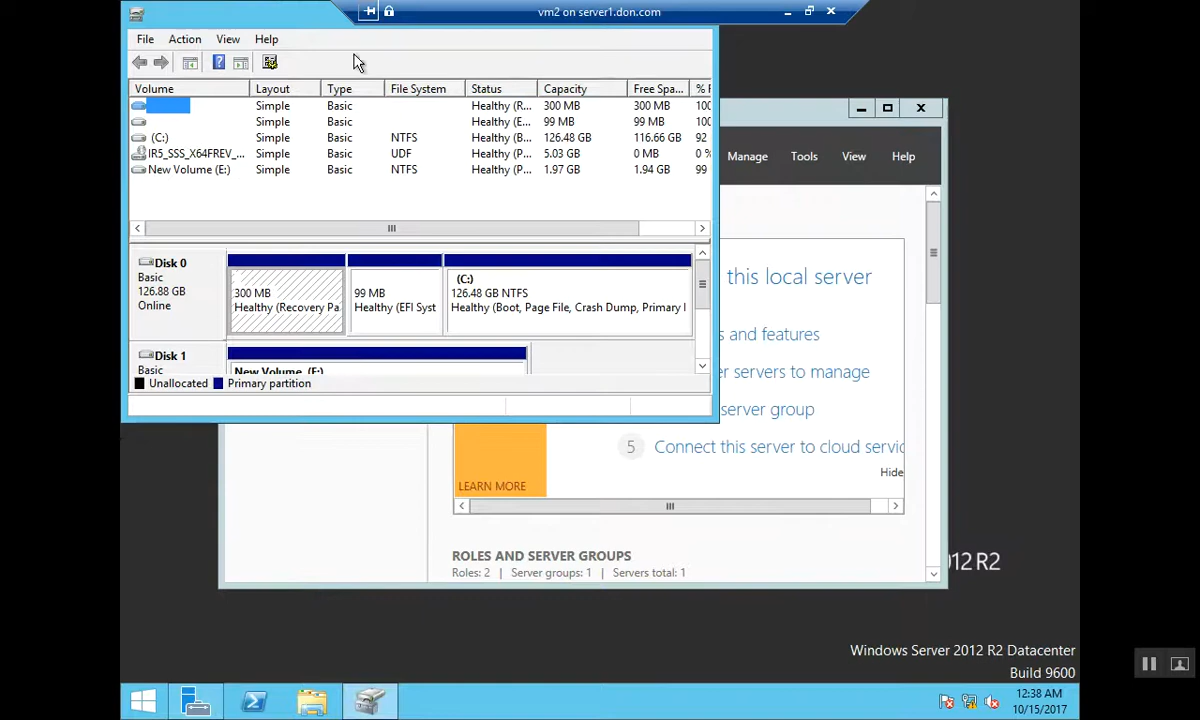 vm2 on server1.don.com
File Action View Help
Volume Layout Type File System Status Capacity Free Spa... % F
Simple Basic Healthy (R... 300 MB 300 MB 100
Simple Basic Healthy (E... 99 MB 99 MB 100
(C:) Simple Basic NTFS Healthy (B... 126.48 GB 116.66 GB 92
IR5_SSS_X64FREV_... Simple Basic UDF Healthy (P... 5.03 GB 0 MB 0 %
New Volume (E:) Simple Basic NTFS Healthy (P... 1.97 GB 1.94 GB 99
Disk 0
Basic
126.88 GB
Online
300 MB
Healthy (Recovery Pa
99 MB
Healthy (EFI Syst
(C:)
126.48 GB NTFS
Healthy (Boot, Page File, Crash Dump, Primary I
Disk 1
Basic
New Volume (E:)
Unallocated Primary partition
Manage Tools View Help
this local server
s and features
er servers to manage
server group
5 Connect this server to cloud servic
Hide
LEARN MORE
ROLES AND SERVER GROUPS
Roles: 2 | Server groups: 1 | Servers total: 1
012 R2
Windows Server 2012 R2 Datacenter
Build 9600
12:38 AM
10/15/2017